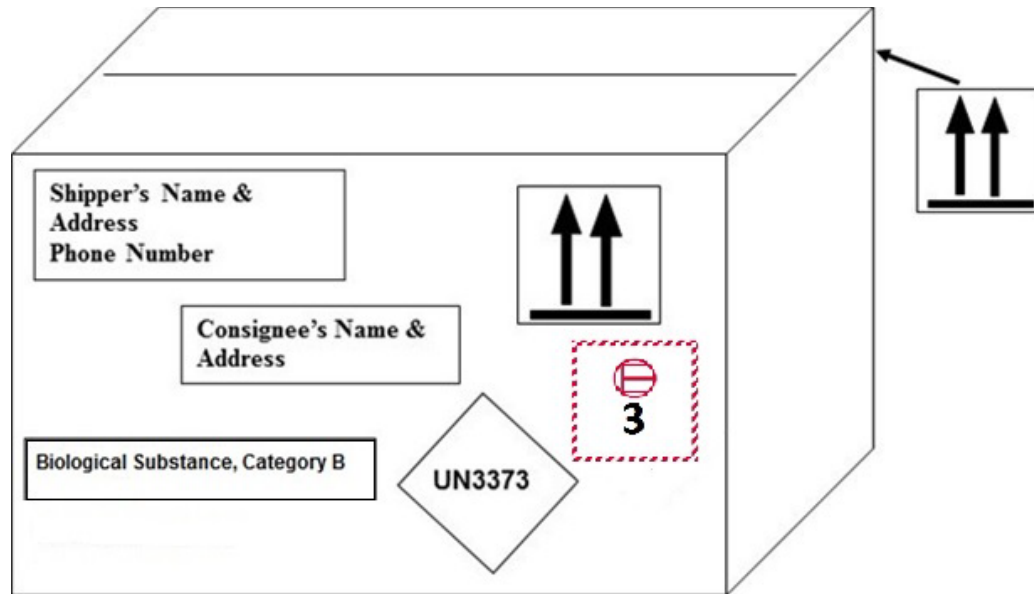 Shipper's Name &
Address
Phone Number
Consignee's Name &
Address
3
Biological Substance, Category B
UN3373